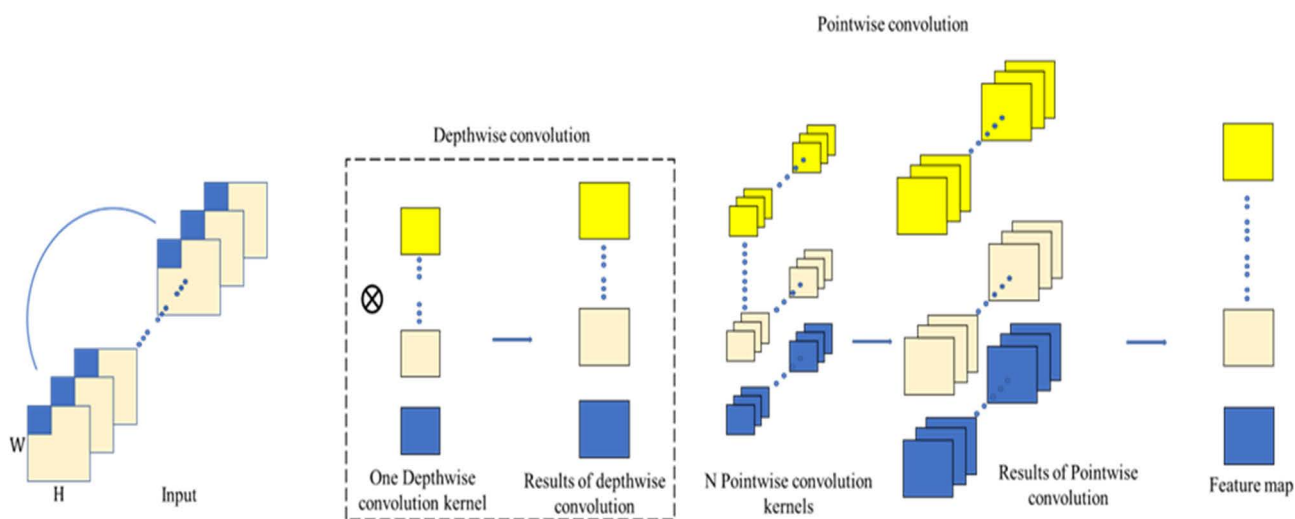 Pointwise convolution
Depthwise convolution
W
H
Input
One Depthwise
convolution kernel
Results of depthwise
convolution
N Pointwise convolution
kernels
Results of Pointwise
convolution
Feature map